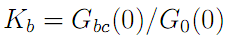 K_b = G_{bc}(0)/G_0(0)